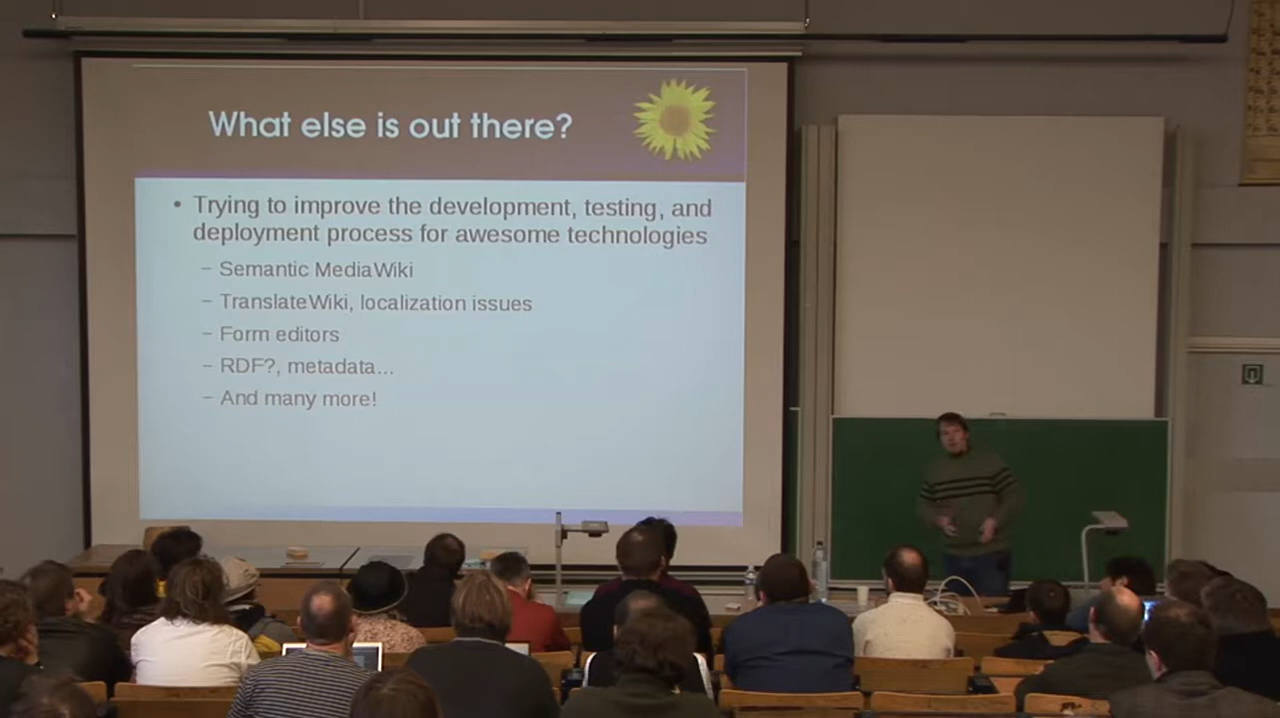 What else is out there?
• Trying to improve the development, testing, and
deployment process for awesome technologies
– Semantic MediaWiki
– TranslateWiki, localization issues
– Form editors
– RDF?, metadata...
– And many more!